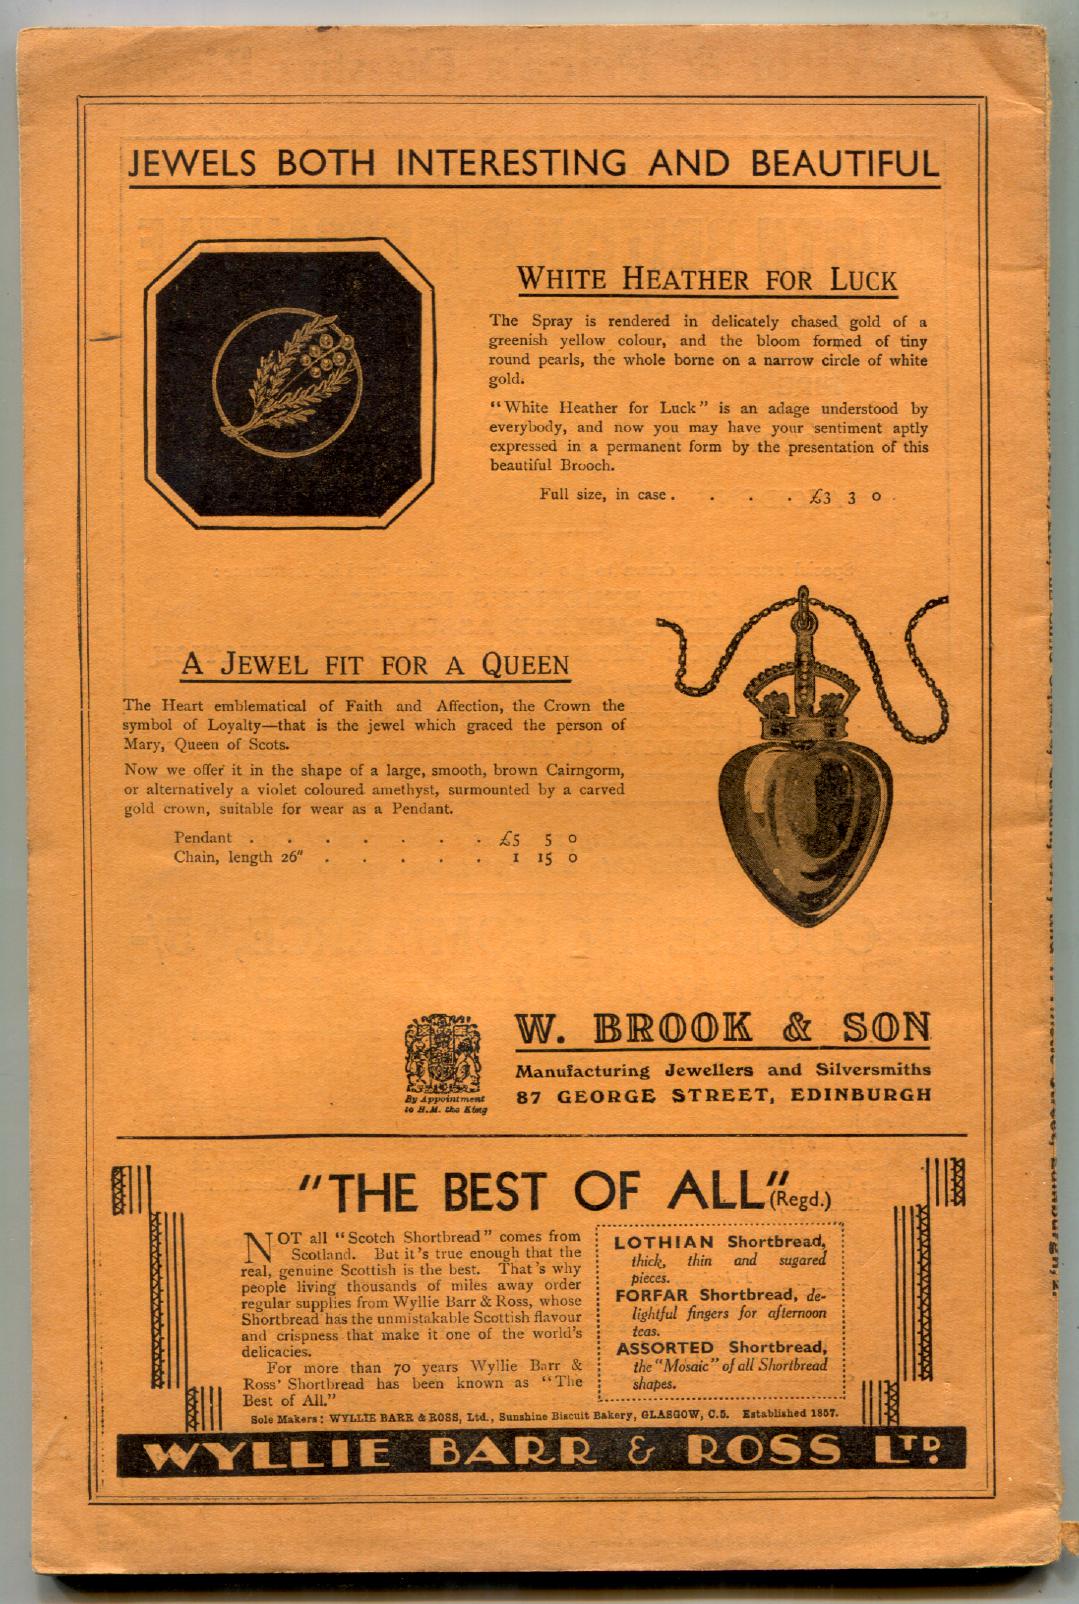 JEWELS BOTH INTERESTING AND BEAUTIFUL
WHITE HEATHER FOR LUCK
The Spray is rendered in delicately chased gold of a
greenish yellow colour, and the bloom formed of tiny
round pearls, the whole borne on a narrow circle of white
gold.
"White Heather for Luck" is an adage understood by
everybody, and now you may have your sentiment aptly
expressed in a permanent form by the presentation of this
beautiful Brooch.
Full size, in case . . . . £3 3 0
A JEWEL FIT FOR A QUEEN
The Heart emblematical of Faith and Affection, the Crown the
symbol of Loyalty—that is the jewel which graced the person of
Mary, Queen of Scots.
Now we offer it in the shape of a large, smooth, brown Cairngorm,
or alternatively a violet coloured amethyst, surmounted by a carved
gold crown, suitable for wear as a Pendant.
Pendant . . . . . . . £5 5 0
Chain, length 26" . . . . . 1 15 0
W. BROOK & SON
Manufacturing Jewellers and Silversmiths
87 GEORGE STREET, EDINBURGH
By Appointment
to H.M. the King
"THE BEST OF ALL" (Regd.)
NOT all "Scotch Shortbread" comes from
Scotland. But it's true enough that the
real, genuine Scottish is the best. That's why
people living thousands of miles away order
regular supplies from Wyllie Barr & Ross, whose
Shortbread has the unmistakable Scottish flavour
and crispness that make it one of the world's
delicacies.
For more than 70 years Wyllie Barr &
Ross' Shortbread has been known as "The
Best of All."
LOTHIAN Shortbread,
thick, thin and sugared
pieces.
FORFAR Shortbread, de-
lightful fingers for afternoon
teas.
ASSORTED Shortbread,
the "Mosaic" of all Shortbread
shapes.
Sole Makers: WYLLIE BARR & ROSS, Ltd., Sunshine Biscuit Bakery, GLASGOW, C.5. Established 1857.
WYLLIE BARR & ROSS LTD.